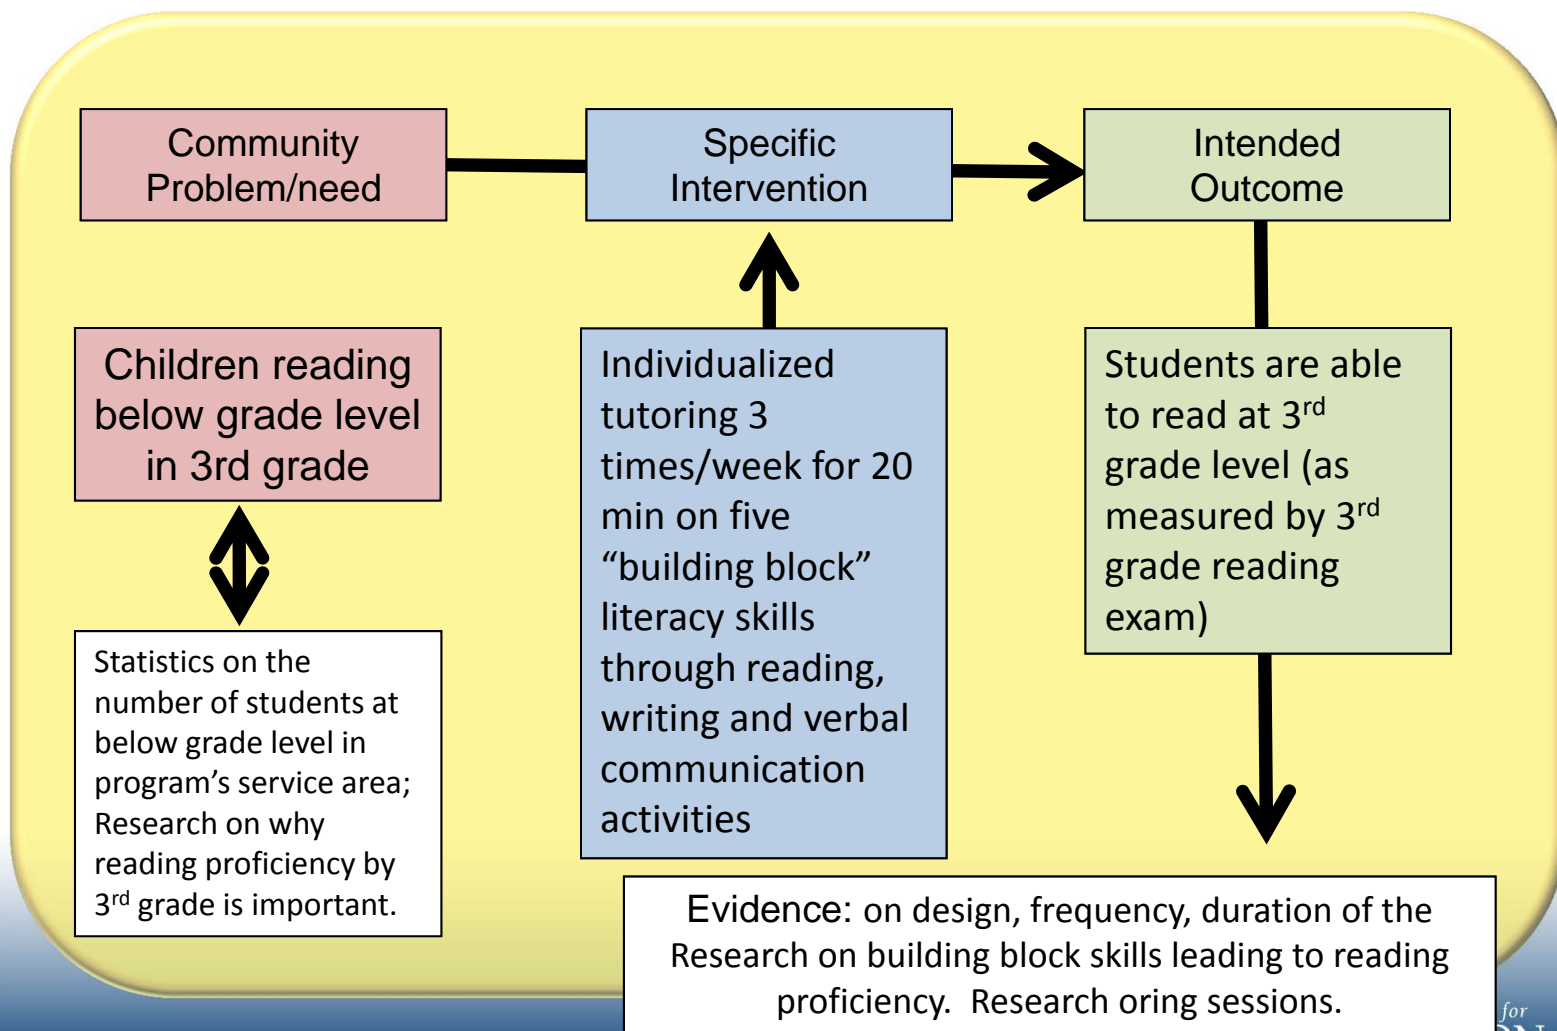 Community
Problem/need
Specific
Intervention
Intended
Outcome
Children reading
below grade level
in 3rd grade
Statistics on the
number of students at
below grade level in
program’s service area;
Research on why
reading proficiency by
3rd grade is important.
Individualized
tutoring 3
times/week for 20
min on five
“building block”
literacy skills
through reading,
writing and verbal
communication
activities
Students are able
to read at 3rd
grade level (as
measured by 3rd
grade reading
exam)
Evidence: on design, frequency, duration of the
Research on building block skills leading to reading
proficiency.  Research oring sessions.
for